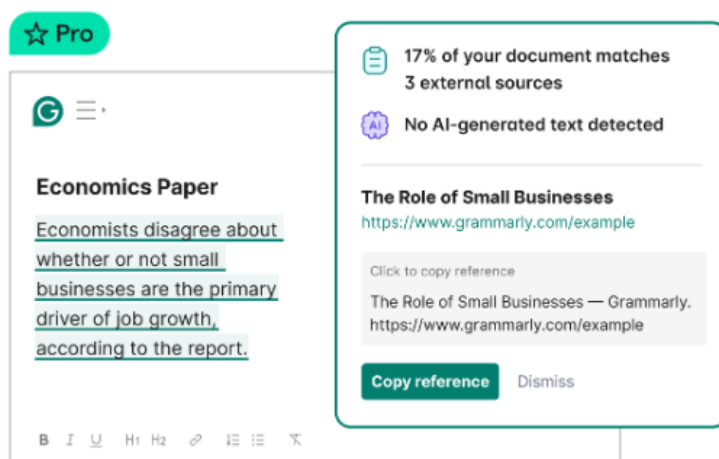 Pro
17% of your document matches
3 external sources
AI
No AI-generated text detected
G
Economics Paper
Economists disagree about
whether or not small
businesses are the primary
driver of job growth,
according to the report.
B I U H1 H2
The Role of Small Businesses
https://www.grammarly.com/example
Click to copy reference
The Role of Small Businesses — Grammarly.
https://www.grammarly.com/example
Copy reference Dismiss